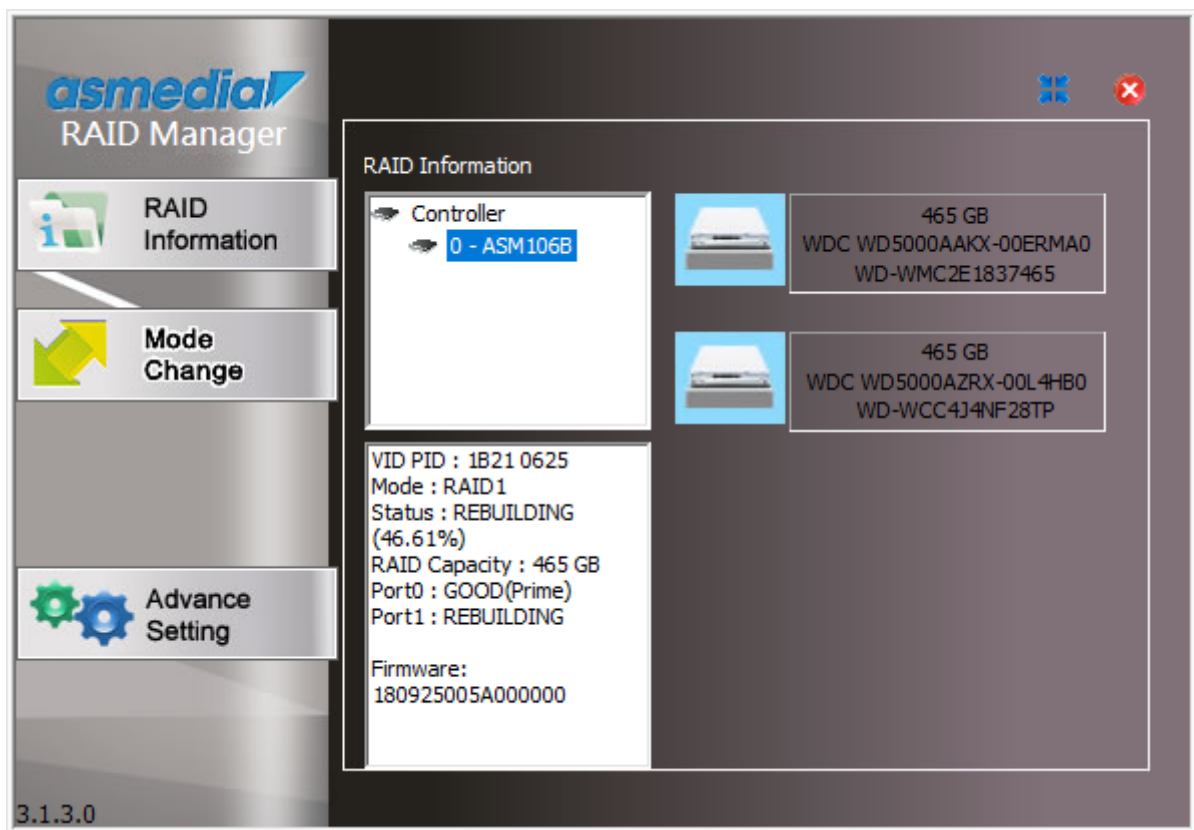 asmedia
RAID Manager
RAID
Information
Mode
Change
Advance
Setting
3.1.3.0
RAID Information
Controller
0 - ASM106B
VID PID : 1B21 0625
Mode : RAID1
Status : REBUILDING
(46.61%)
RAID Capacity : 465 GB
Port0 : GOOD(Prime)
Port1 : REBUILDING
Firmware:
180925005A000000
465 GB
WDC WD5000AAKX-00ERMA0
WD-WMC2E1837465
465 GB
WDC WD5000AZRX-00L4HB0
WD-WCC4J4NF28TP